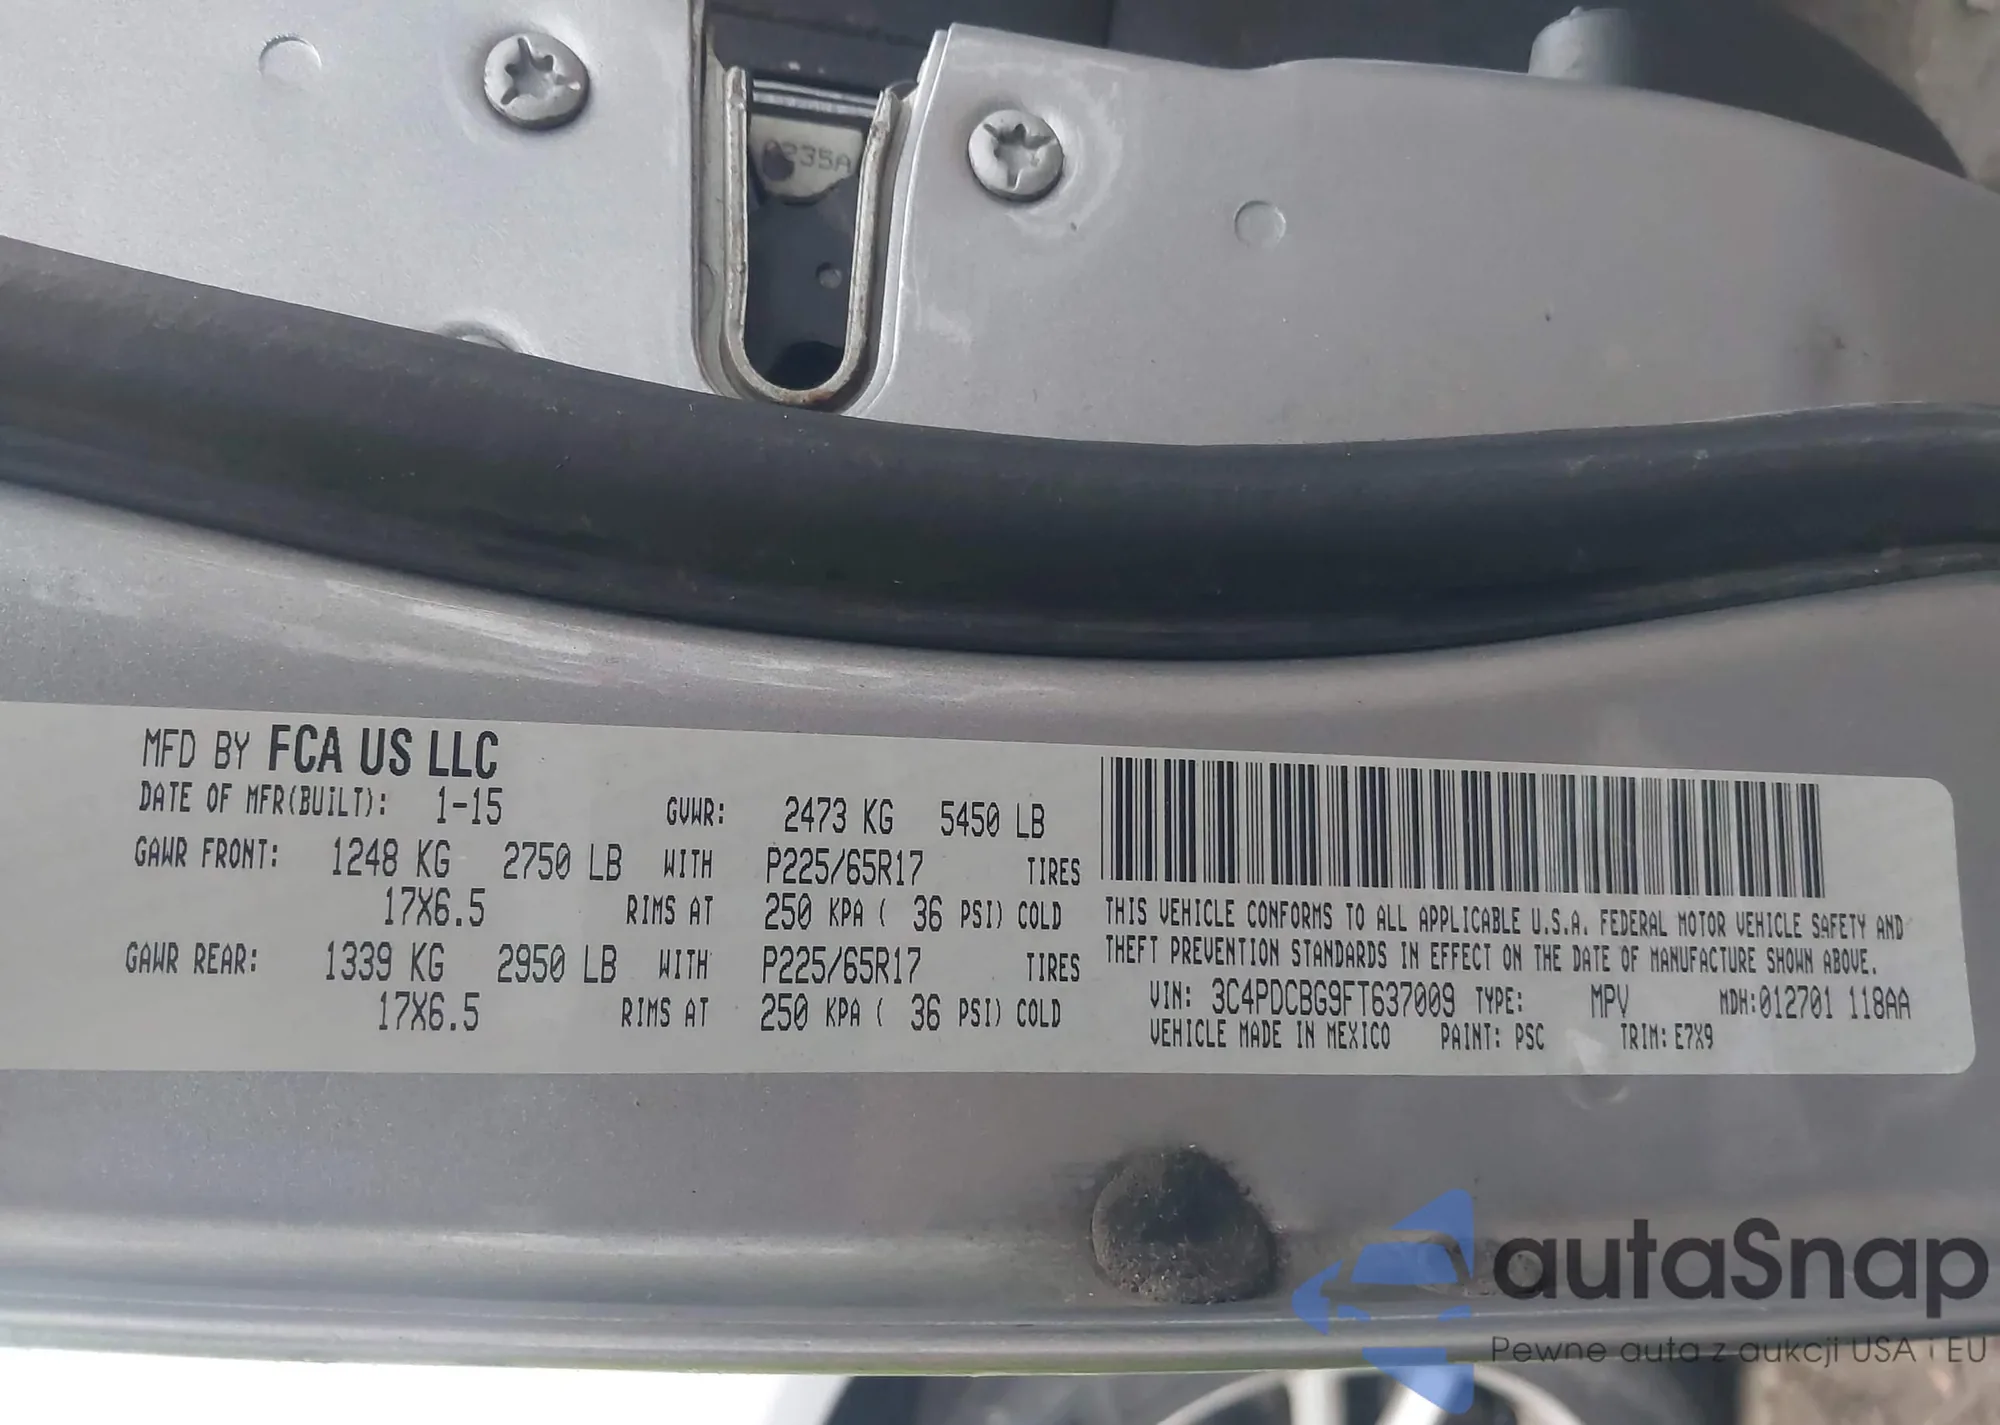 0235A
MFD BY FCA US LLC
DATE OF MFR(BUILT): 1-15 GVWR: 2473 KG 5450 LB
GAWR FRONT: 1248 KG 2750 LB WITH P225/65R17 TIRES
17X6.5 RIMS AT 250 KPA ( 36 PSI) COLD
GAWR REAR: 1339 KG 2950 LB WITH P225/65R17 TIRES
17X6.5 RIMS AT 250 KPA ( 36 PSI) COLD
THIS VEHICLE CONFORMS TO ALL APPLICABLE U.S.A. FEDERAL MOTOR VEHICLE SAFETY AND
THEFT PREVENTION STANDARDS IN EFFECT ON THE DATE OF MANUFACTURE SHOWN ABOVE.
VIN: 3C4PDCBG9FT637009 TYPE: MPV MDH:012701 118AA
VEHICLE MADE IN MEXICO PAINT: PSC TRIM: E7X9
autaSnap
Pewne auta z aukcji USA i EU